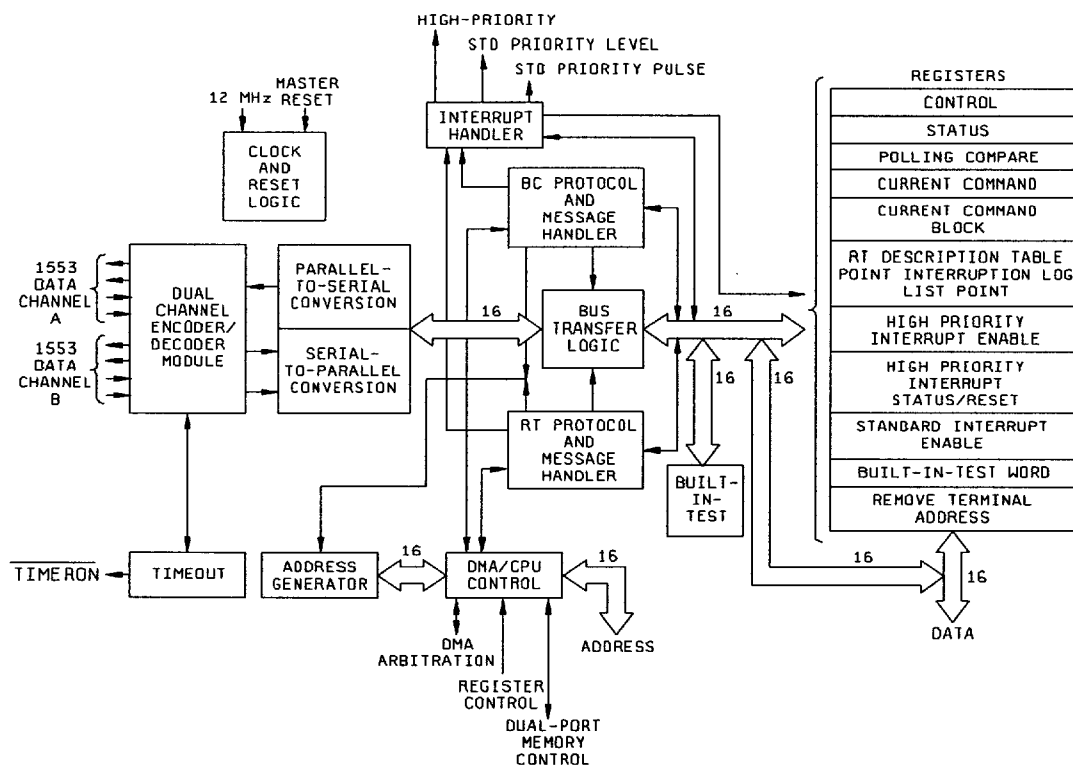 HIGH-PRIORITY
STD PRIORITY LEVEL
STD PRIORITY PULSE
12 MHz
MASTER
RESET
CLOCK
AND
RESET
LOGIC
INTERRUPT
HANDLER
BC PROTOCOL
AND
MESSAGE
HANDLER
1553
DATA
CHANNEL
A
1553
DATA
CHANNEL
B
DUAL
CHANNEL
ENCODER/
DECODER
MODULE
PARALLEL-
TO-SERIAL
CONVERSION
SERIAL-
TO-PARALLEL
CONVERSION
16
BUS
TRANSFER
LOGIC
16
16
16
RT PROTOCOL
AND
MESSAGE
HANDLER
BUILT-
IN-
TEST
TIMERON
TIMEOUT
ADDRESS
GENERATOR
16
DMA/CPU
CONTROL
16
ADDRESS
DMA
ARBITRATION
REGISTER
CONTROL
DUAL-PORT
MEMORY
CONTROL
REGISTERS
CONTROL
STATUS
POLLING COMPARE
CURRENT COMMAND
CURRENT COMMAND
BLOCK
RT DESCRIPTION TABLE
POINT INTERRUPTION LOG
LIST POINT
HIGH PRIORITY
INTERRUPT ENABLE
HIGH PRIORITY
INTERRUPT
STATUS/RESET
STANDARD INTERRUPT
ENABLE
BUILT-IN-TEST WORD
REMOVE TERMINAL
ADDRESS
16
16
DATA